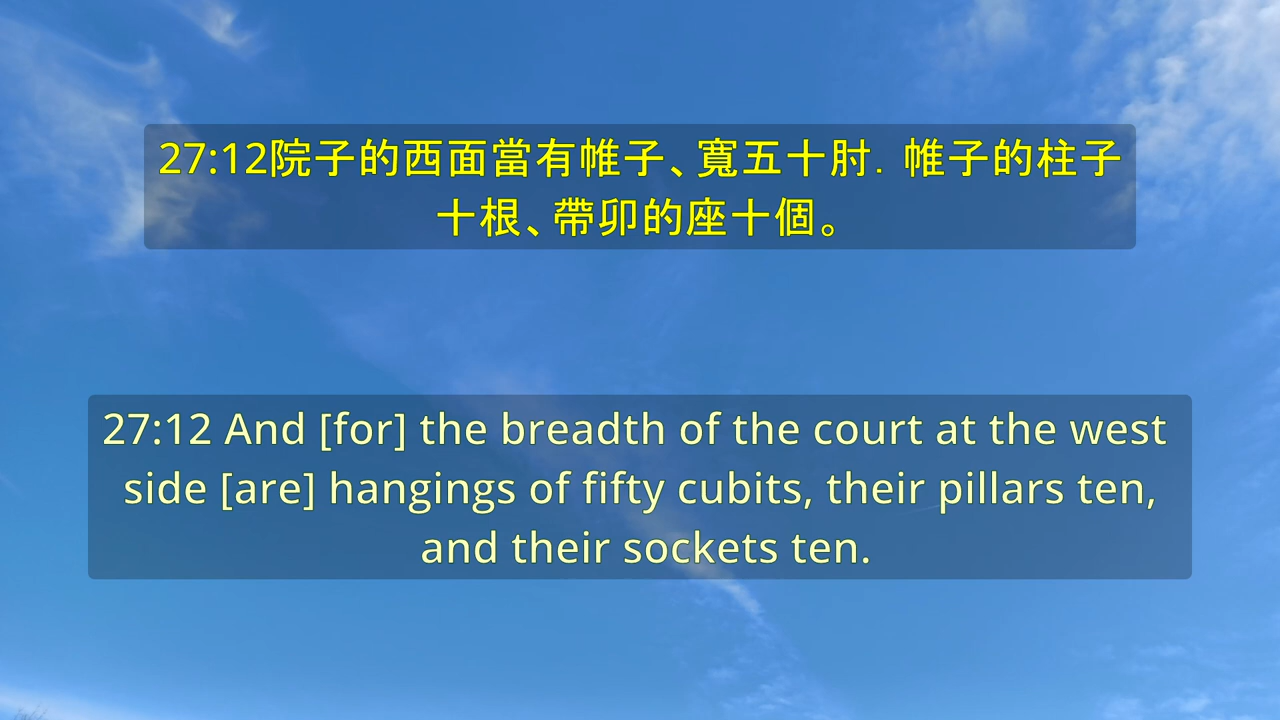 27:12院子的西面當有帷子、寬五十肘．帷子的柱子
十根、帶卯的座十個。
27:12 And [for] the breadth of the court at the west
side [are] hangings of fifty cubits, their pillars ten,
and their sockets ten.